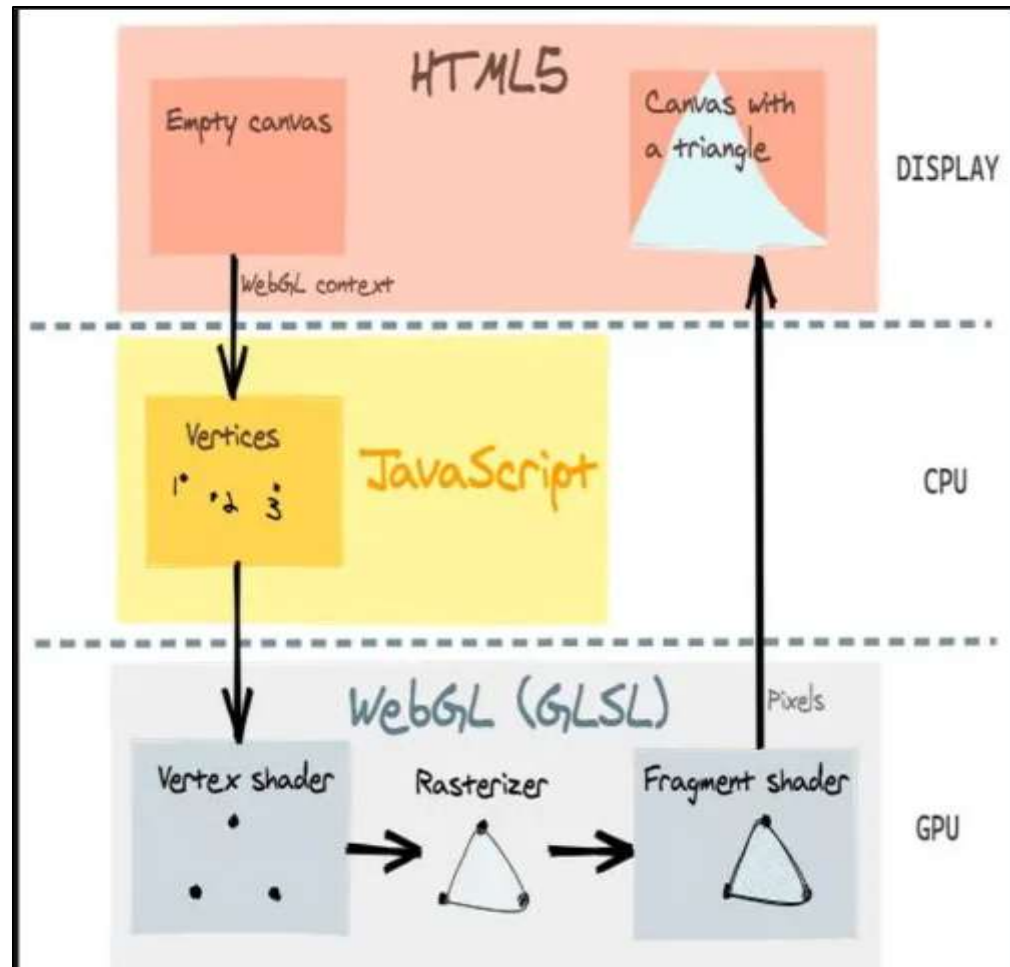 HTML5
Empty canvas
Canvas with
a triangle
DISPLAY
WebGL context
Vertices
1 2 3
JavaScript
CPU
WebGL (GLSL)
Pixels
Vertex shader
Rasterizer
Fragment shader
GPU